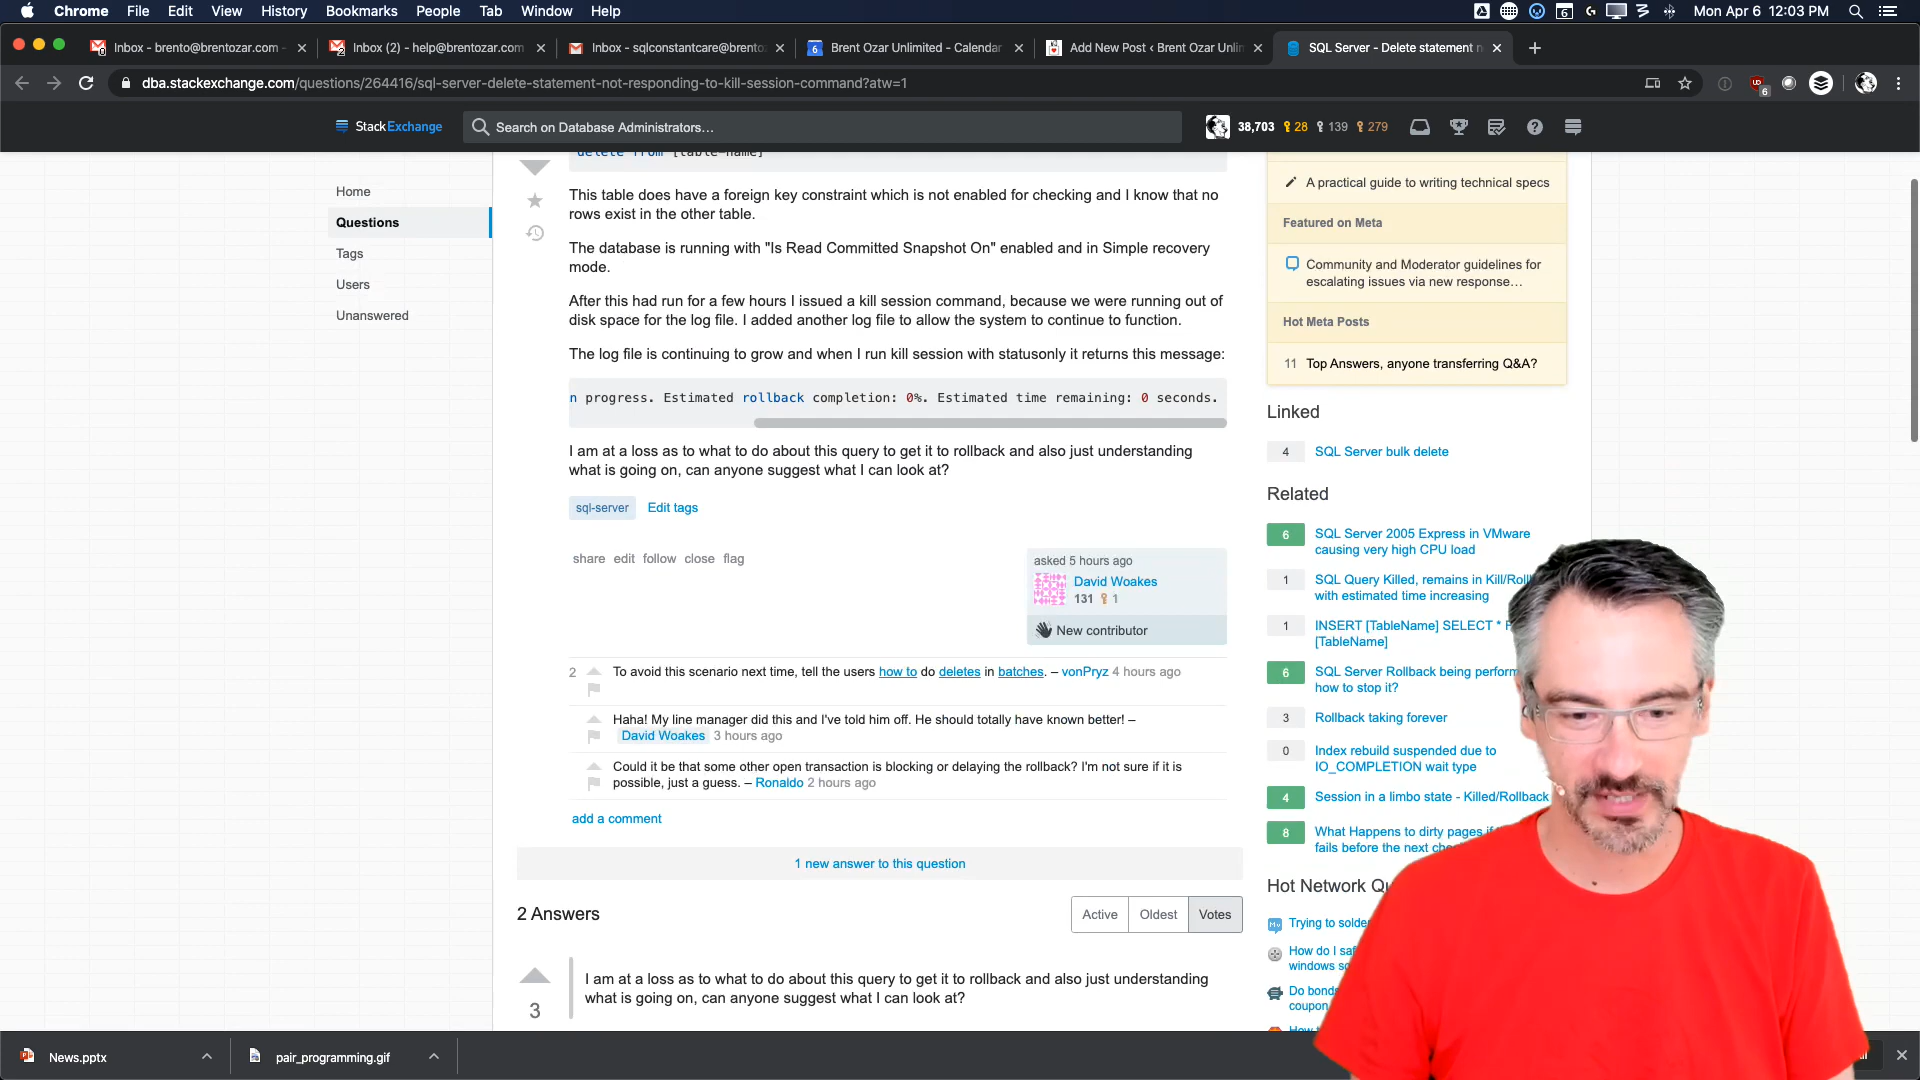 Chrome File Edit View History Bookmarks People Tab Window Help
Mon Apr 6 12:03 PM
Inbox - brento@brentozar.com -
Inbox (2) - help@brentozar.com
Inbox - sqlconstantcare@brento
Brent Ozar Unlimited - Calendar
Add New Post ‹ Brent Ozar Unlim
SQL Server - Delete statement n
dba.stackexchange.com/questions/264416/sql-server-delete-statement-not-responding-to-kill-session-command?atw=1
StackExchange
Search on Database Administrators…
38,703 28 139 279
Home
Questions
Tags
Users
Unanswered
delete from [table-name]
This table does have a foreign key constraint which is not enabled for checking and I know that no
rows exist in the other table.
The database is running with "Is Read Committed Snapshot On" enabled and in Simple recovery
mode.
After this had run for a few hours I issued a kill session command, because we were running out of
disk space for the log file. I added another log file to allow the system to continue to function.
The log file is continuing to grow and when I run kill session with statusonly it returns this message:
n progress. Estimated rollback completion: 0%. Estimated time remaining: 0 seconds.
I am at a loss as to what to do about this query to get it to rollback and also just understanding
what is going on, can anyone suggest what I can look at?
sql-server Edit tags
share edit follow close flag
asked 5 hours ago
David Woakes
131 1
New contributor
2 To avoid this scenario next time, tell the users how to do deletes in batches. – vonPryz 4 hours ago
Haha! My line manager did this and I've told him off. He should totally have known better! –
David Woakes 3 hours ago
Could it be that some other open transaction is blocking or delaying the rollback? I'm not sure if it is
possible, just a guess. – Ronaldo 2 hours ago
add a comment
1 new answer to this question
2 Answers
Active Oldest Votes
I am at a loss as to what to do about this query to get it to rollback and also just understanding
what is going on, can anyone suggest what I can look at?
3
A practical guide to writing technical specs
Featured on Meta
Community and Moderator guidelines for
escalating issues via new response…
Hot Meta Posts
11 Top Answers, anyone transferring Q&A?
Linked
4 SQL Server bulk delete
Related
6 SQL Server 2005 Express in VMware
causing very high CPU load
1 SQL Query Killed, remains in Kill/Roll
with estimated time increasing
1 INSERT [TableName] SELECT *
[TableName]
6 SQL Server Rollback being perform
how to stop it?
3 Rollback taking forever
0 Index rebuild suspended due to
IO_COMPLETION wait type
4 Session in a limbo state - Killed/Rollback
8 What Happens to dirty pages if
fails before the next che
Hot Network Qu
Trying to solde
How do I saf
windows s
Do bonds
coupon
How
News.pptx
pair_programming.gif